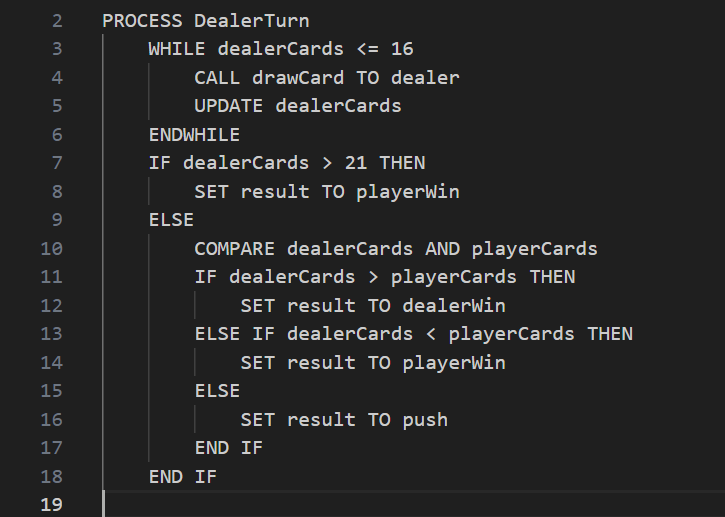 2 PROCESS DealerTurn
3 WHILE dealerCards <= 16
4 CALL drawCard TO dealer
5 UPDATE dealerCards
6 ENDWHILE
7 IF dealerCards > 21 THEN
8 SET result TO playerWin
9 ELSE
10 COMPARE dealerCards AND playerCards
11 IF dealerCards > playerCards THEN
12 SET result TO dealerWin
13 ELSE IF dealerCards < playerCards THEN
14 SET result TO playerWin
15 ELSE
16 SET result TO push
17 END IF
18 END IF
19